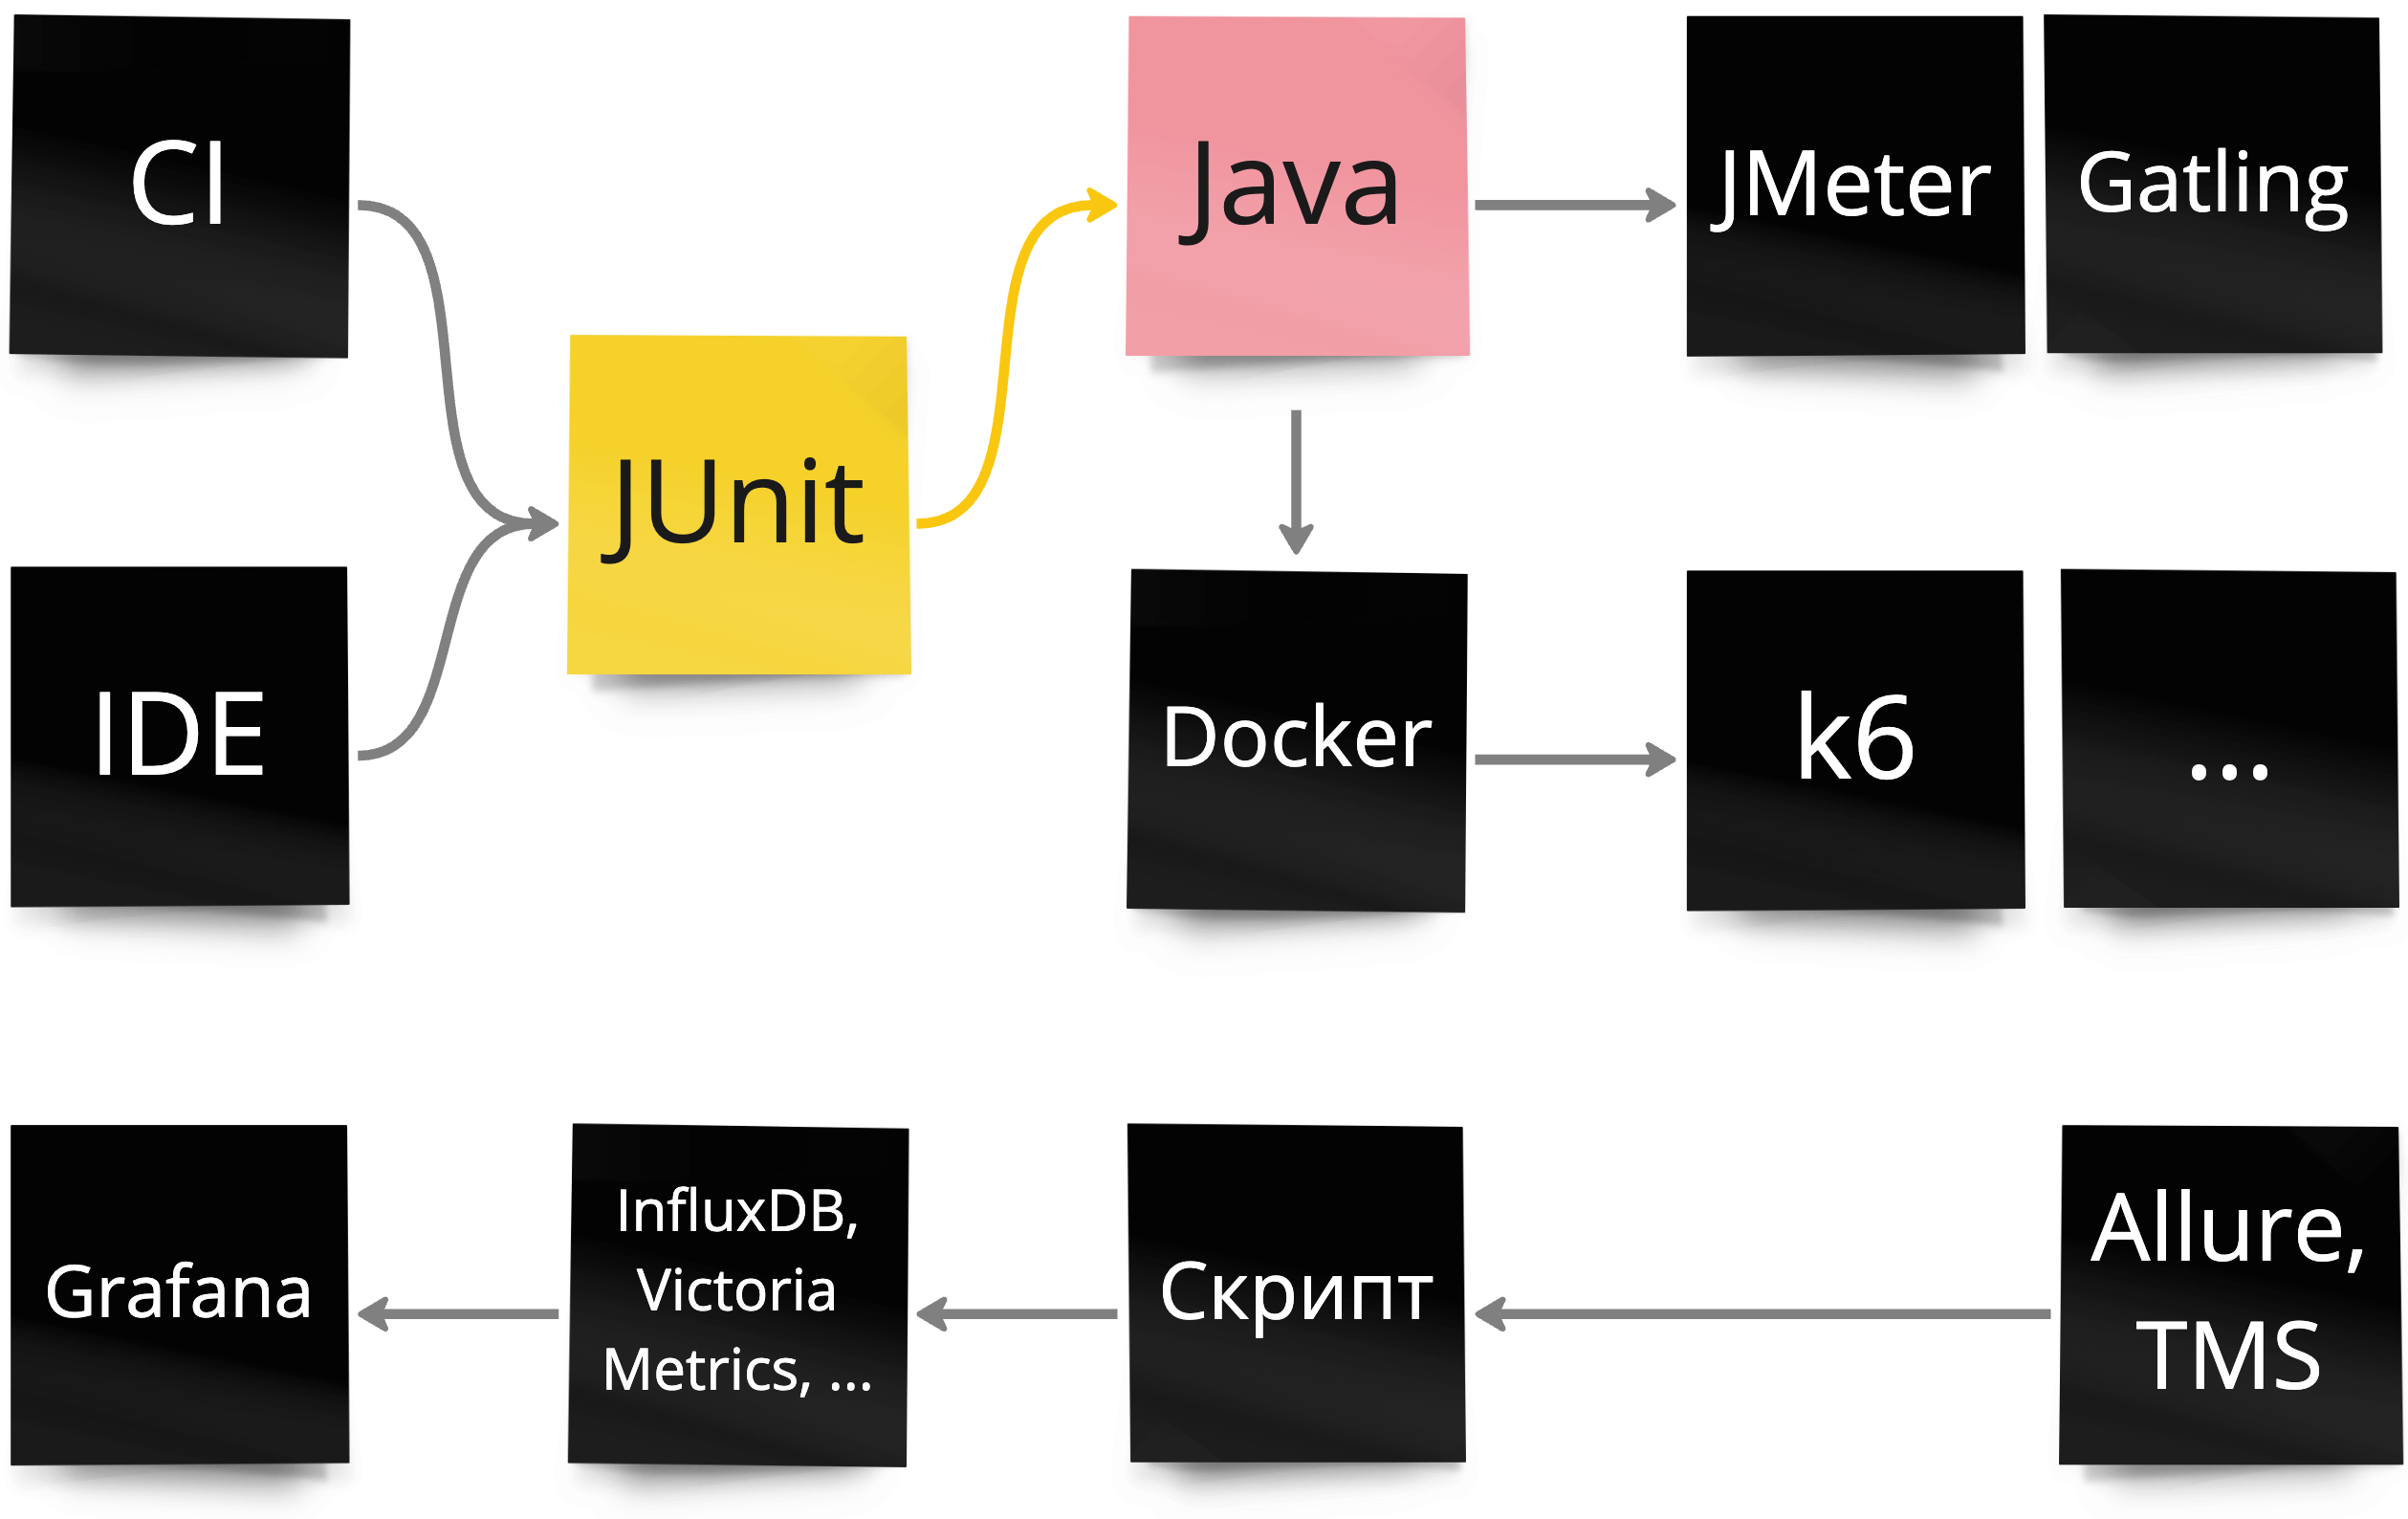 CI
Java
JMeter
Gatling
JUnit
IDE
Docker
k6
...
Grafana
InfluxDB,
Victoria
Metrics, ...
Скрипт
Allure,
TMS